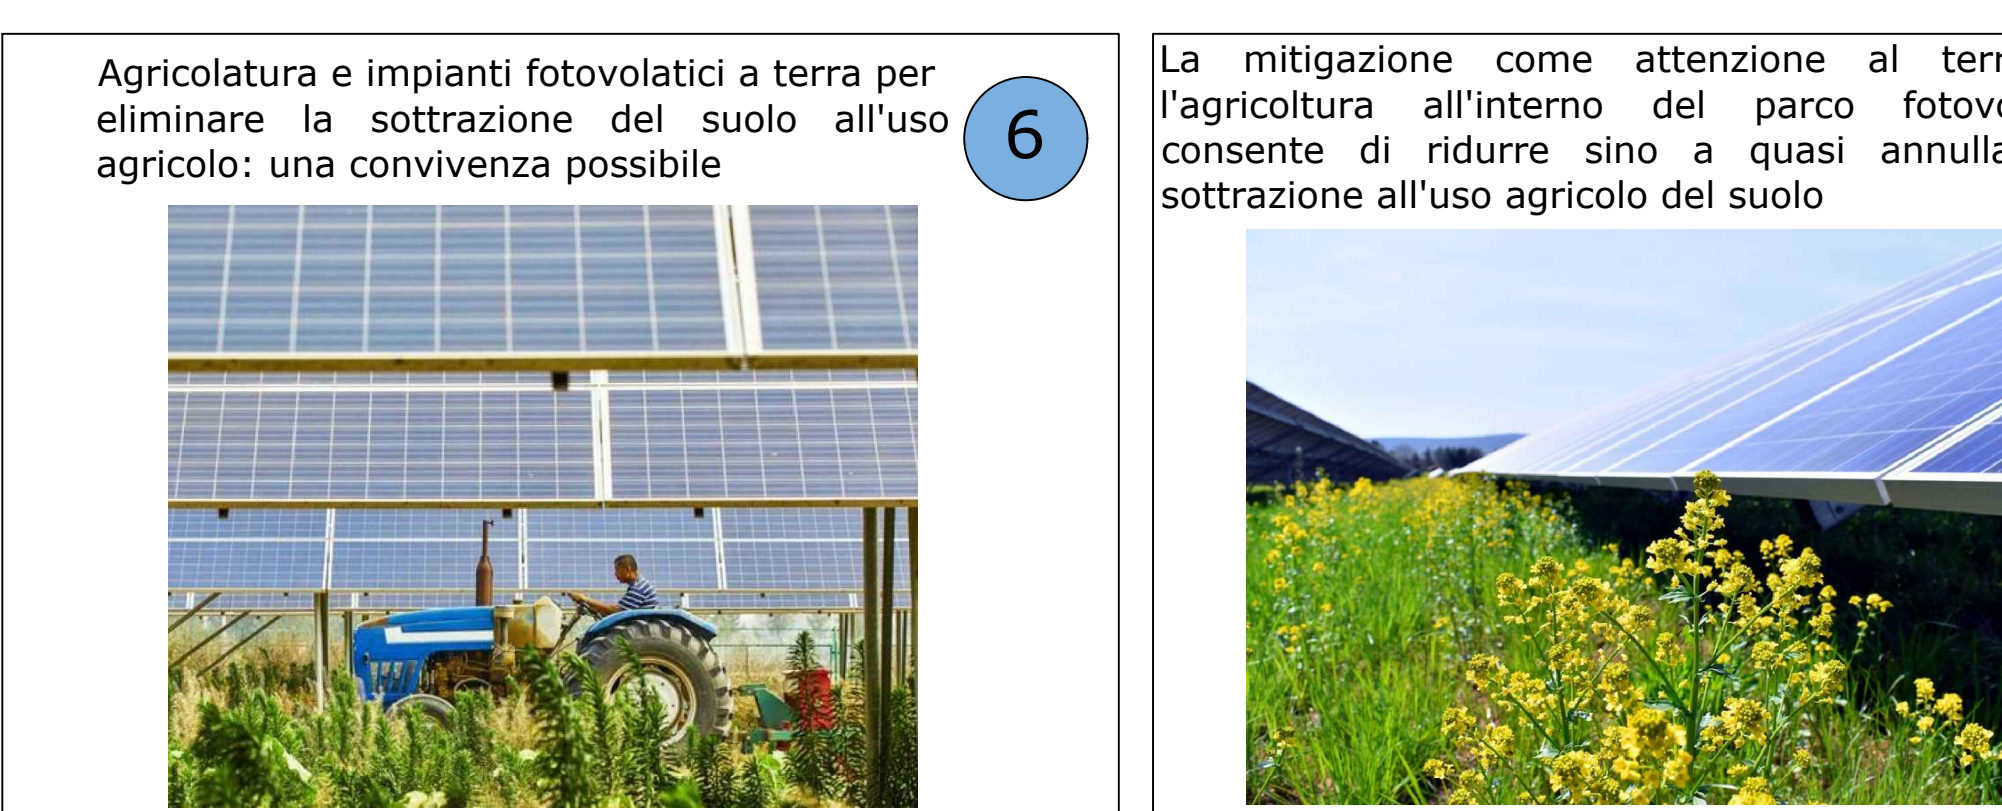 Agricolatura e impianti fotovolatici a terra per
eliminare la sottrazione del suolo all'uso
agricolo: una convivenza possibile
6
La mitigazione come attenzione al
l'agricoltura all'interno del parco
consente di ridurre sino a quasi
sottrazione all'uso agricolo del suolo